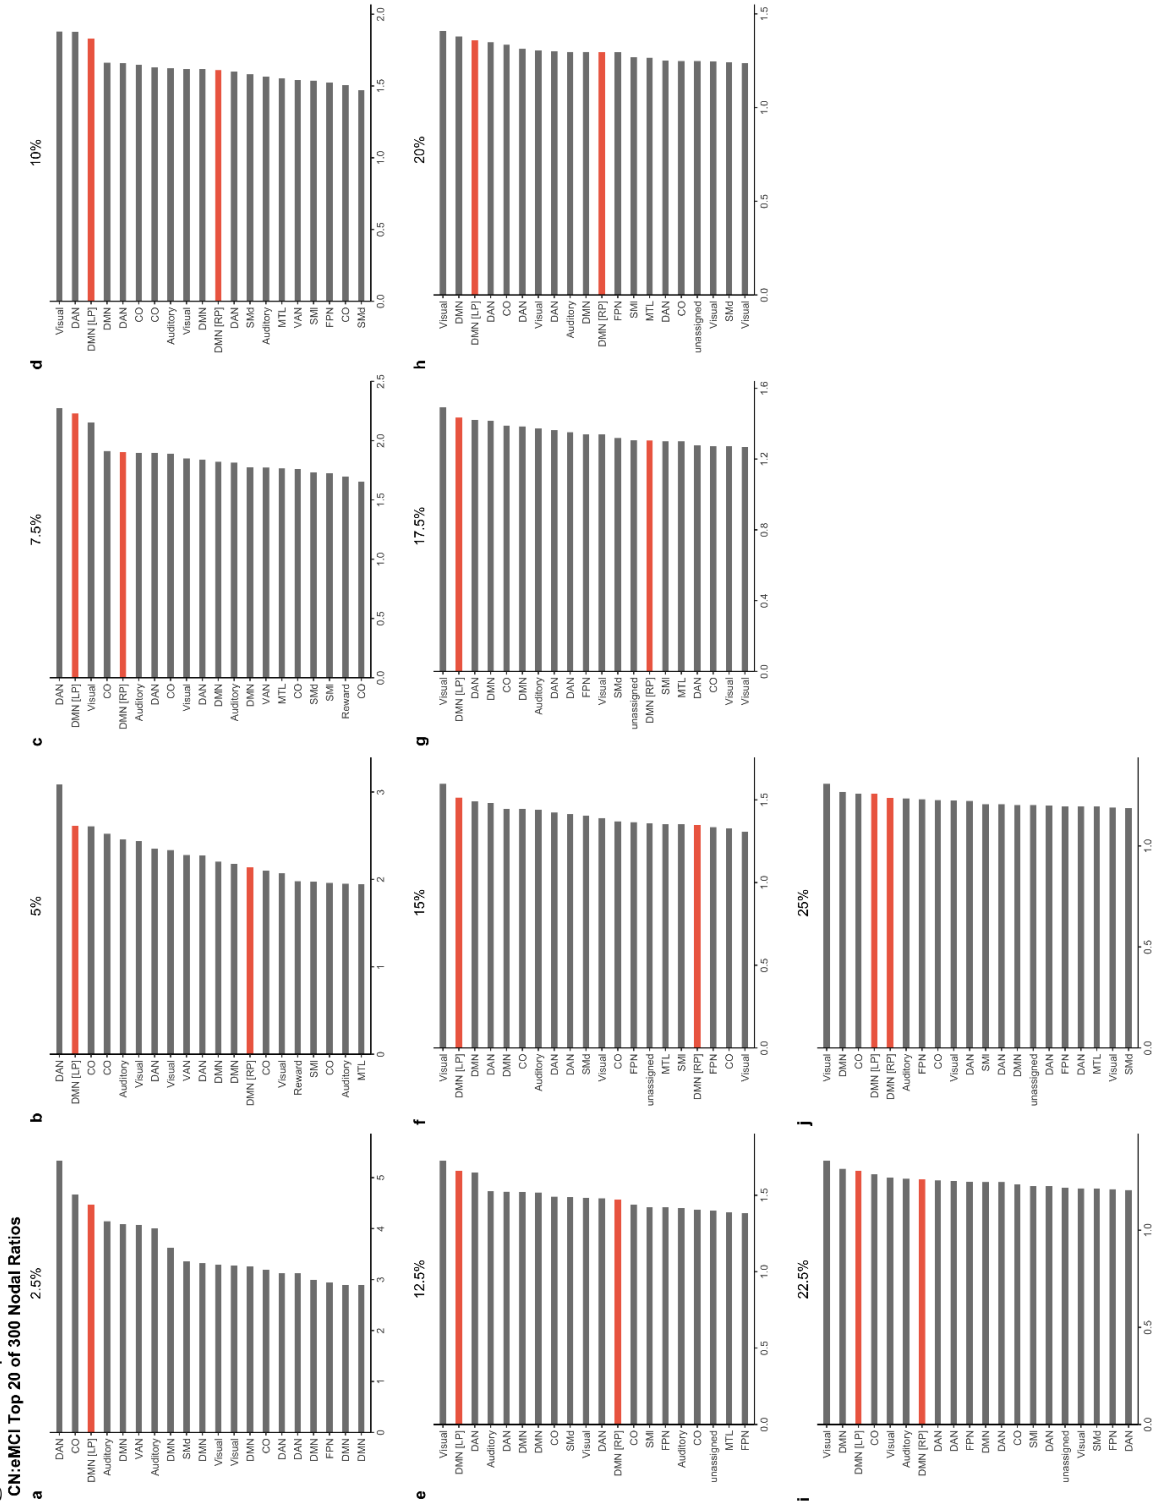 CN:eMCI Top 20 of 300 Nodal Ratios
a
2.5%
DAN
CO
DMN [LP]
Auditory
DMN
VAN
Auditory
DMN
SMd
DMN
Visual
Visual
DMN
CO
DAN
DAN
DMN
FPN
DMN
DMN
0 1 2 3 4 5
b
5%
DAN
DMN [LP]
CO
CO
Auditory
Visual
DAN
Visual
VAN
DAN
DMN
DMN
DMN [RP]
CO
Visual
Reward
SMI
CO
Auditory
MTL
0 1 2 3
c
7.5%
DAN
DMN [LP]
Visual
CO
DMN [RP]
Auditory
DAN
CO
Visual
DAN
DMN
Auditory
DMN
VAN
MTL
CO
SMd
SMI
Reward
CO
0.0 0.5 1.0 1.5 2.0 2.5
d
10%
Visual
DAN
DMN [LP]
DMN
DAN
CO
CO
Auditory
Visual
DMN
DMN [RP]
DAN
SMd
Auditory
MTL
VAN
SMI
FPN
CO
SMd
0.0 0.5 1.0 1.5 2.0
e
12.5%
Visual
DMN [LP]
DAN
Auditory
DAN
DMN
DMN
CO
SMd
Visual
DAN
DMN [RP]
CO
SMI
FPN
Auditory
CO
unassigned
MTL
FPN
0.0 0.5 1.0 1.5
f
15%
Visual
DMN [LP]
DMN
DAN
DMN
CO
Auditory
DAN
DAN
SMd
Visual
CO
FPN
unassigned
MTL
SMI
DMN [RP]
FPN
CO
Visual
0.0 0.5 1.0 1.5
g
17.5%
Visual
DMN [LP]
DAN
DMN
CO
DMN
Auditory
DAN
DAN
FPN
Visual
SMd
unassigned
DMN [RP]
SMI
MTL
DAN
CO
Visual
Visual
0.0 0.4 0.8 1.2 1.6
h
20%
Visual
DMN
DMN [LP]
DAN
CO
DAN
Visual
DAN
Auditory
DMN
DMN [RP]
FPN
SMI
MTL
DAN
CO
unassigned
Visual
SMd
Visual
0.0 0.5 1.0 1.5
i
22.5%
Visual
DMN
DMN [LP]
CO
Visual
Auditory
DMN [RP]
DAN
DAN
FPN
DAN
DAN
CO
SMI
DAN
unassigned
Visual
SMd
FPN
DAN
0.0 0.5 1.0
j
25%
Visual
DMN
CO
DMN [LP]
DMN [RP]
Auditory
FPN
CO
Visual
DAN
SMI
DAN
DMN
unassigned
DAN
FPN
DAN
MTL
Visual
SMd
0.0 0.5 1.0